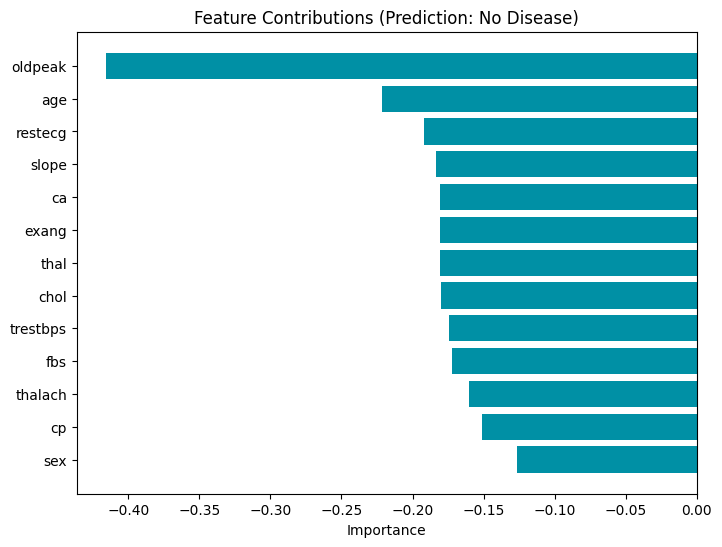 Feature Contributions (Prediction: No Disease)
oldpeak
age
restecg
slope
ca
exang
thal
chol
trestbps
fbs
thalach
cp
sex
−0.40 −0.35 −0.30 −0.25 −0.20 −0.15 −0.10 −0.05 0.00
Importance